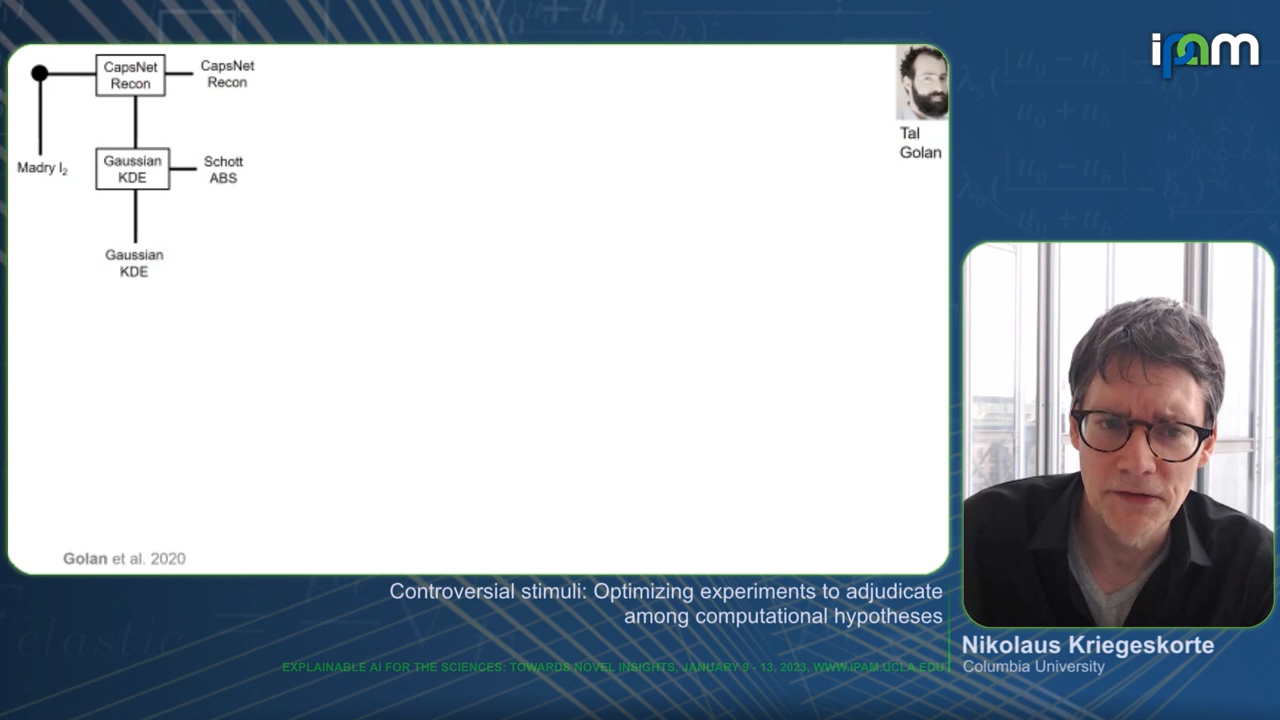 CapsNet
Recon
CapsNet
Recon
Madry I₂
Gaussian
KDE
Schott
ABS
Gaussian
KDE
Tal
Golan
Golan et al. 2020
ipam
Controversial stimuli: Optimizing experiments to adjudicate
among computational hypotheses
EXPLAINABLE AI FOR THE SCIENCES: TOWARDS NOVEL INSIGHTS, JANUARY 9 - 13, 2023, WWW.IPAM.UCLA.EDU
Nikolaus Kriegeskorte
Columbia University
elastic